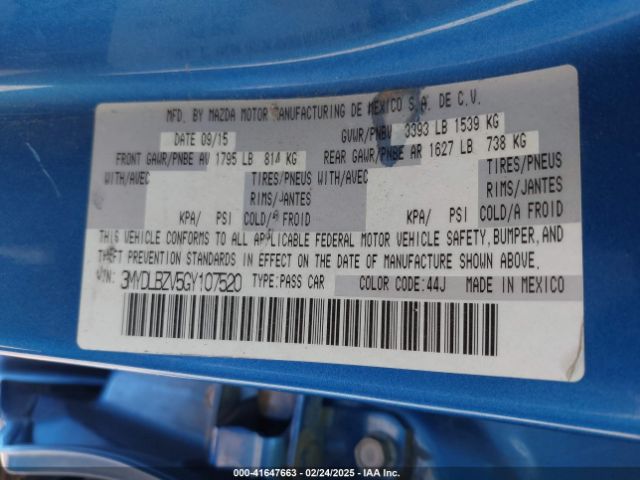 MFD. BY MAZDA MOTOR MANUFACTURING DE MEXICO S.A. DE C.V.
DATE 09/15 GVWR/PNBV 3393 LB 1539 KG
FRONT GAWR/PNBE AV 1795 LB 814 KG REAR GAWR/PNBE AR 1627 LB 738 KG
WITH/AVEC TIRES/PNEUS WITH/AVEC TIRES/PNEUS
RIMS/JANTES RIMS/JANTES
KPA/ PSI COLD/A FROID KPA/ PSI COLD/A FROID
THIS VEHICLE CONFORMS TO ALL APPLICABLE FEDERAL MOTOR VEHICLE SAFETY, BUMPER, AND
THEFT PREVENTION STANDARDS IN EFFECT ON THE DATE OF MANUFACTURE SHOWN ABOVE.
VIN: 3MYDLBZV5GY107520 TYPE:PASS CAR COLOR CODE:44J MADE IN MEXICO
000-41647663 - 02/24/2025 - IAA Inc.